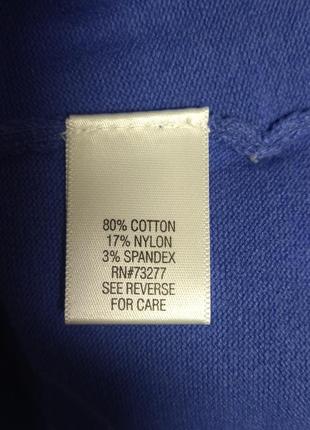 80% COTTON
17% NYLON
3% SPANDEX
RN#73277
SEE REVERSE
FOR CARE